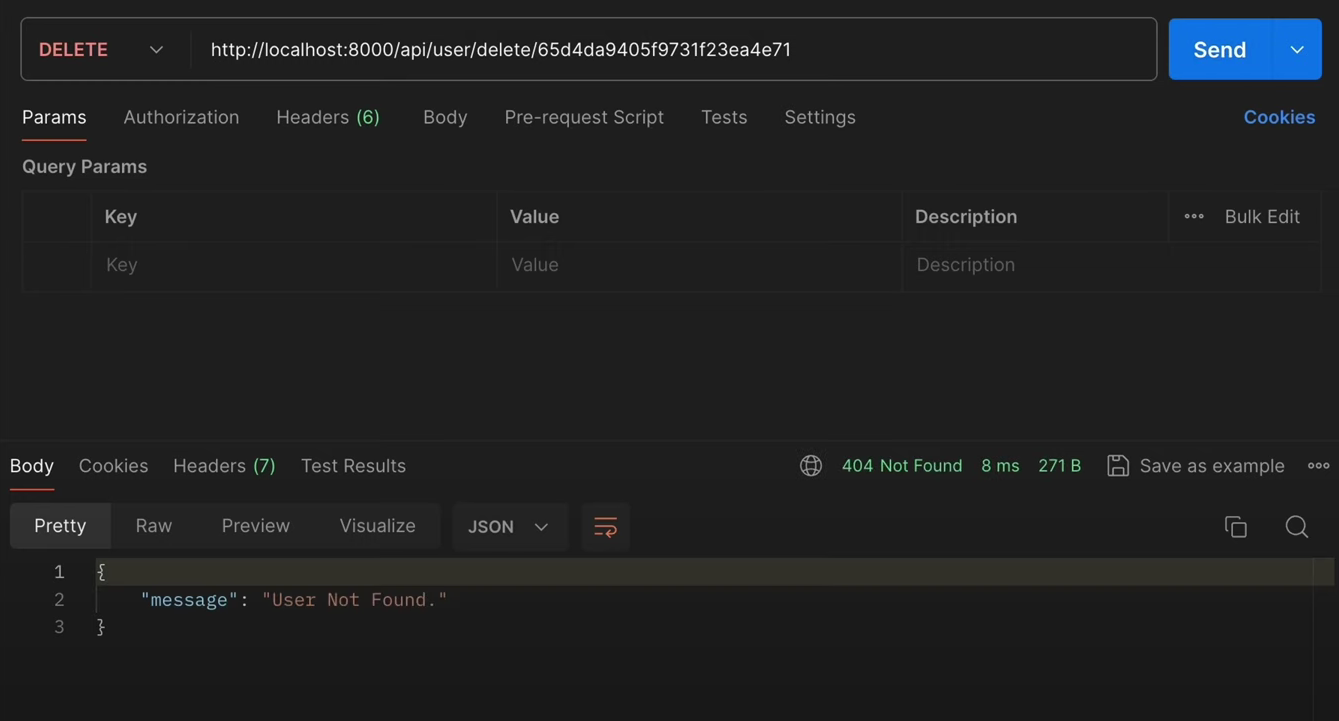 DELETE http://localhost:8000/api/user/delete/65d4da9405f9731f23ea4e71 Send
Params Authorization Headers (6) Body Pre-request Script Tests Settings Cookies
Query Params
Key Value Description ••• Bulk Edit
Key Value Description
Body Cookies Headers (7) Test Results 404 Not Found 8 ms 271 B Save as example
Pretty Raw Preview Visualize JSON
1 {
2 "message": "User Not Found."
3 }